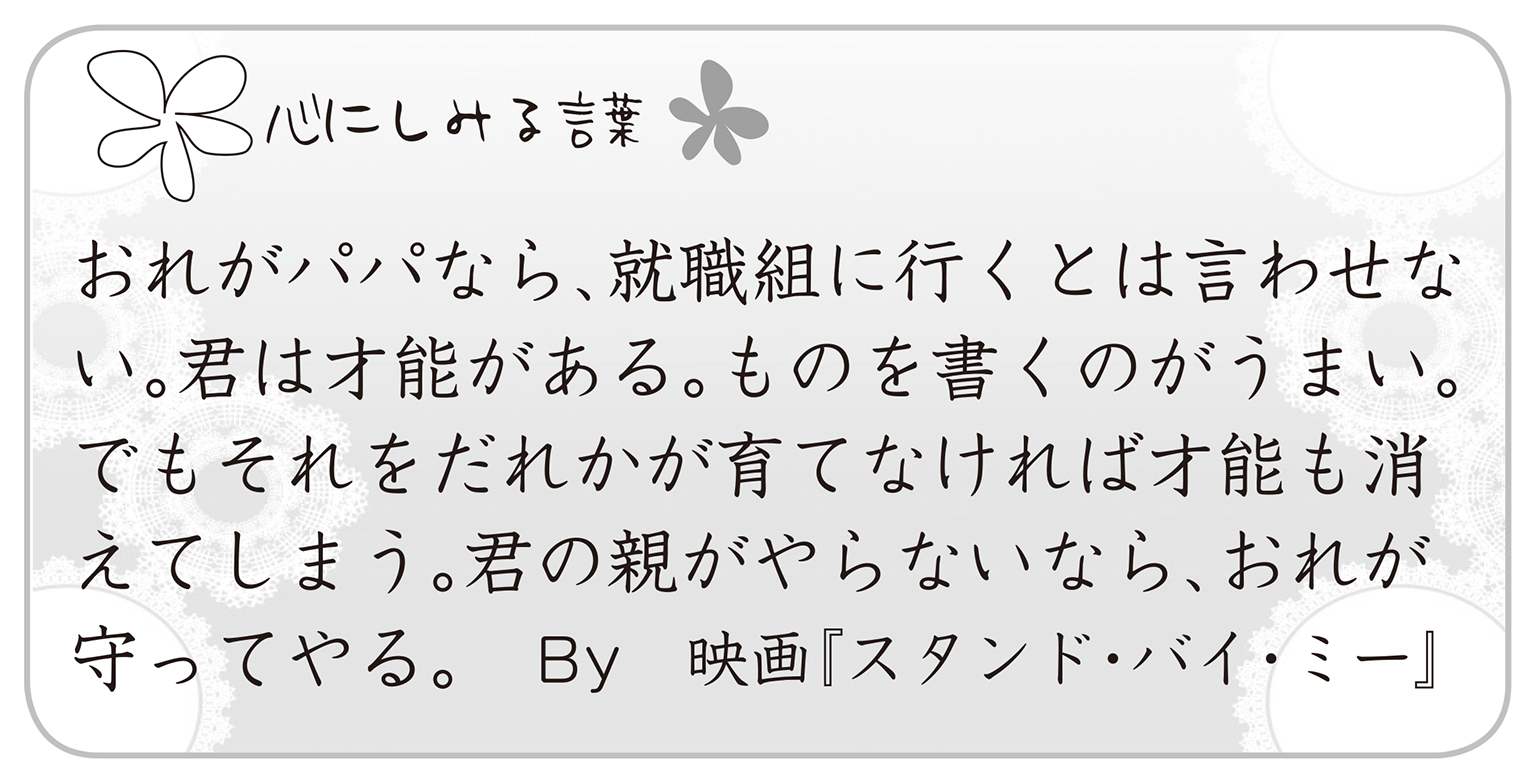 心にしみる言葉
おれがパパなら、就職組に行くとは言わせな
い。君は才能がある。ものを書くのがうまい。
でもそれをだれかが育てなければ才能も消
えてしまう。君の親がやらないなら、おれが
守ってやる。　By　映画『スタンド・バイ・ミー』